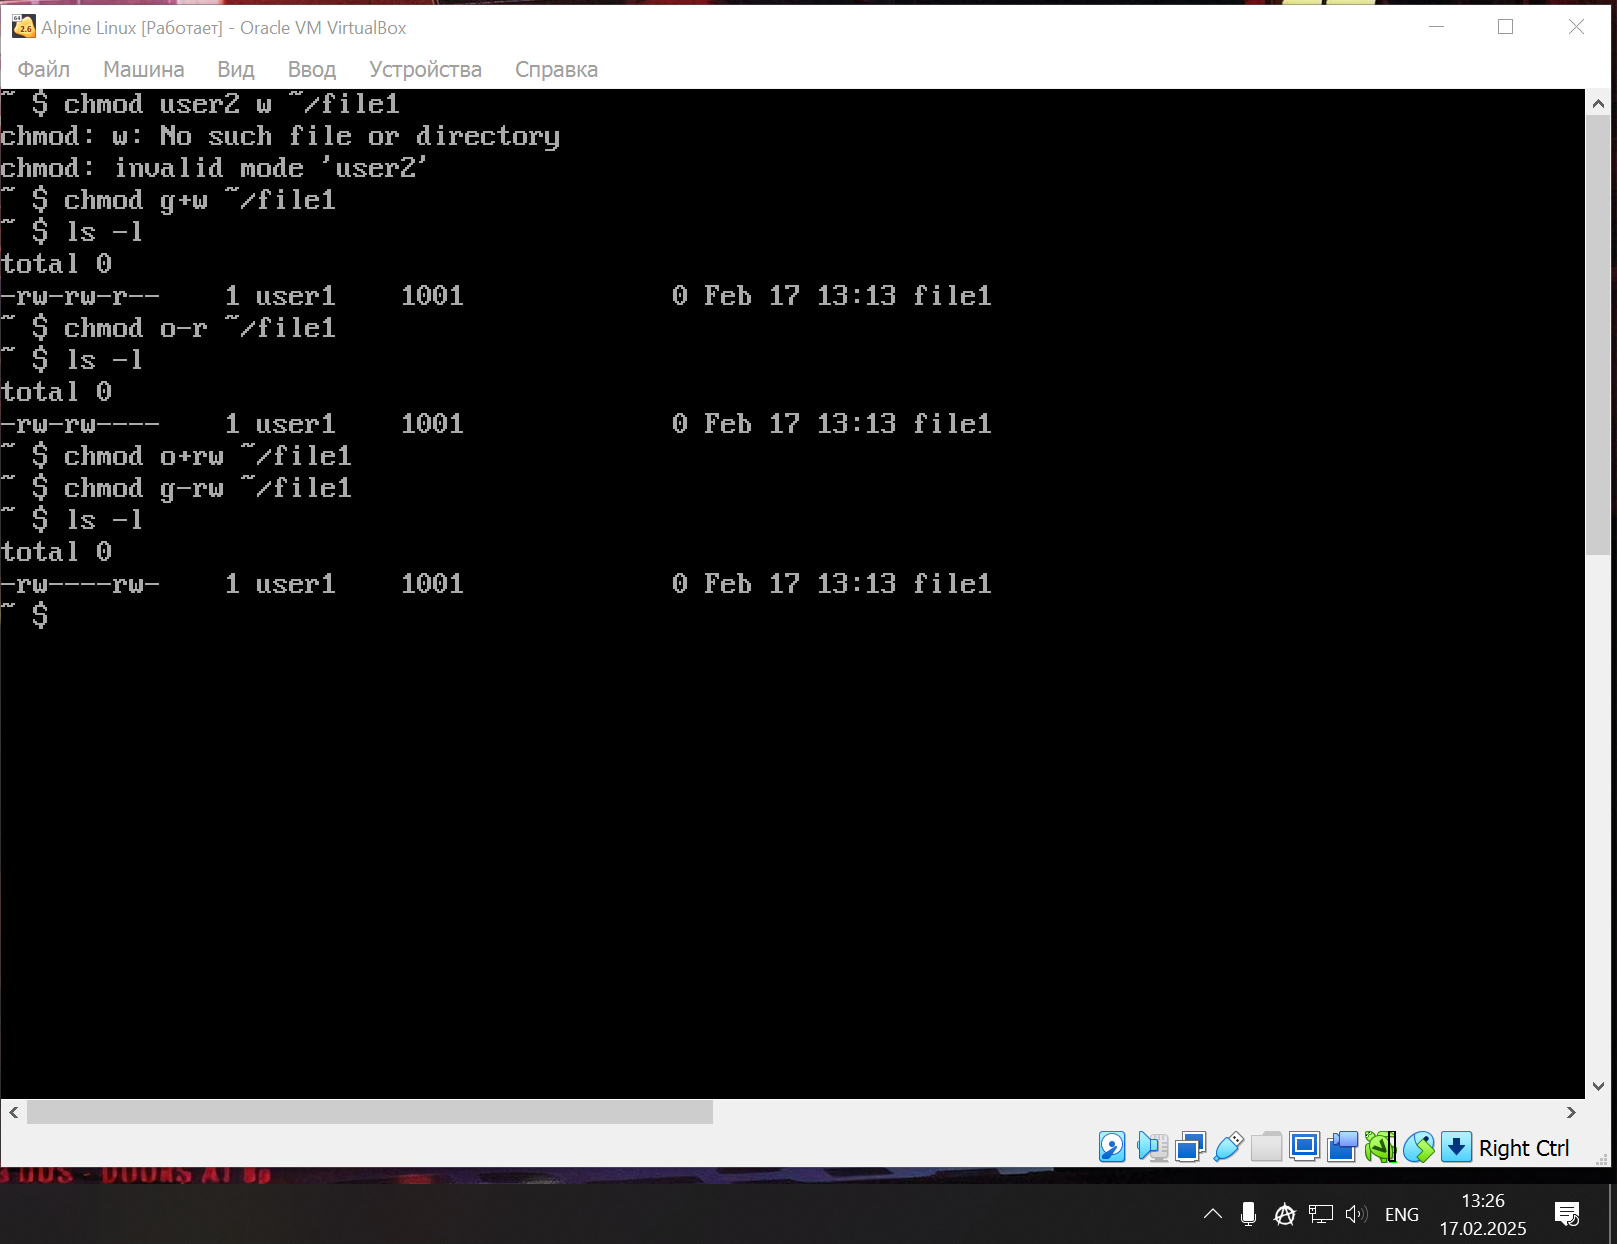 Alpine Linux [Работает] - Oracle VM VirtualBox
Файл Машина Вид Ввод Устройства Справка
~ $ chmod user2 w ~/file1
chmod: w: No such file or directory
chmod: invalid mode 'user2'
~ $ chmod g+w ~/file1
~ $ ls -l
total 0
-rw-rw-r--    1 user1    1001             0 Feb 17 13:13 file1
~ $ chmod o-r ~/file1
~ $ ls -l
total 0
-rw-rw----    1 user1    1001             0 Feb 17 13:13 file1
~ $ chmod o+rw ~/file1
~ $ chmod g-rw ~/file1
~ $ ls -l
total 0
-rw----rw-    1 user1    1001             0 Feb 17 13:13 file1
~ $
Right Ctrl
ENG
13:26
17.02.2025